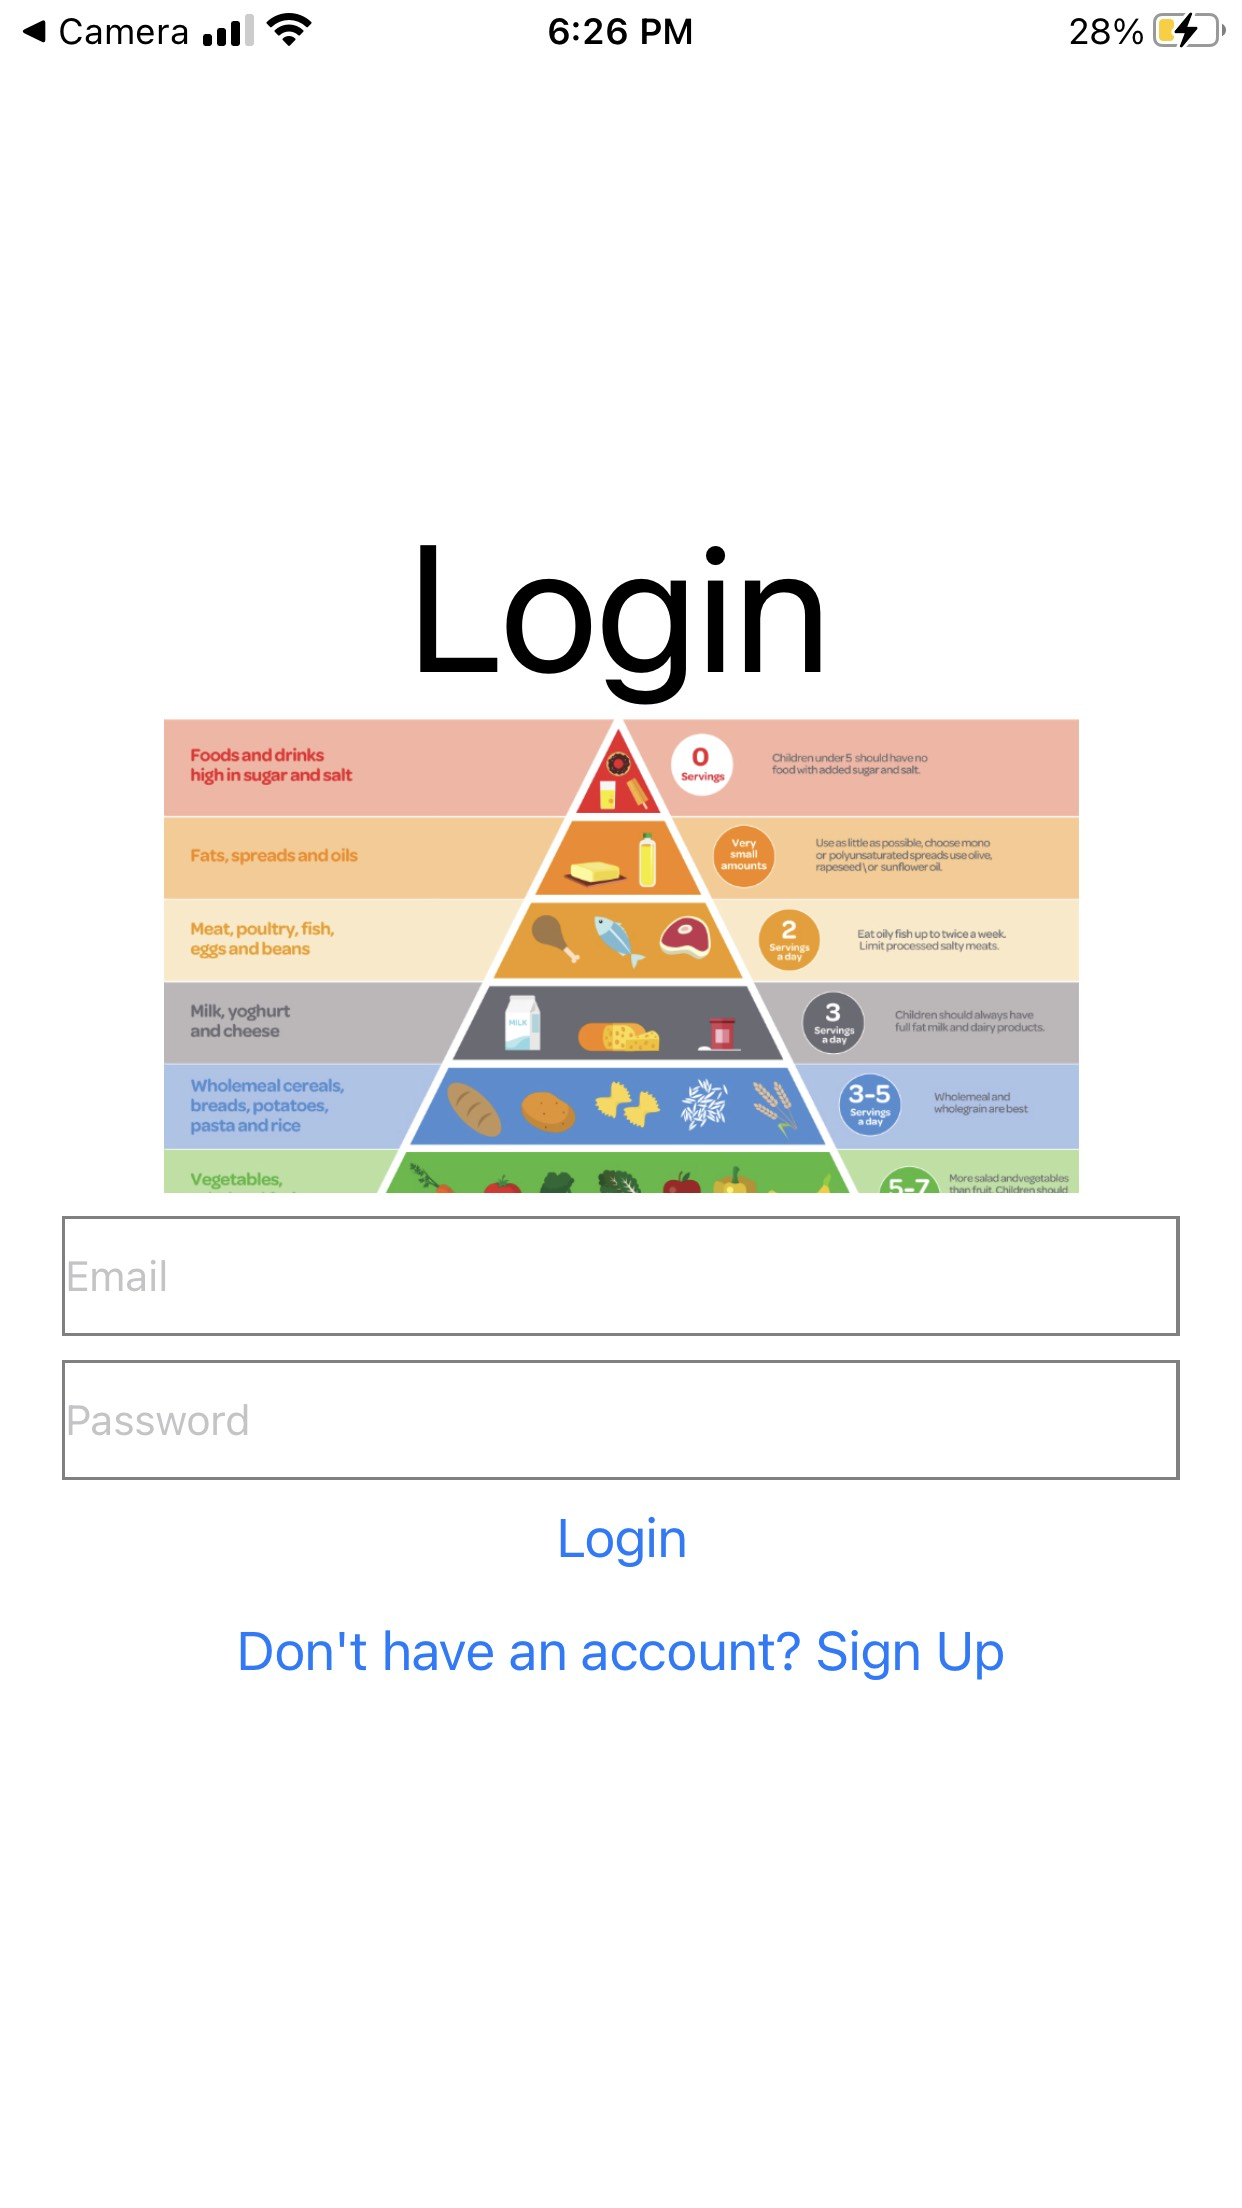 Camera 6:26 PM 28%
Login
Foods and drinks
high in sugar and salt
0
Servings
Children under 5 should have no
food with added sugar and salt.
Fats, spreads and oils
Very
small
amounts
Use as little as possible, choose mono
or polyunsaturated spreads use olive,
rapeseed\or sunflower oil.
Meat, poultry, fish,
eggs and beans
2
Servings
a day
Eat oily fish up to twice a week.
Limit processed salty meats.
Milk, yoghurt
and cheese
MILK
3
Servings
a day
Children should always have
full fat milk and dairy products.
Wholemeal cereals,
breads, potatoes,
pasta and rice
3-5
Servings
a day
Wholemeal and
wholegrain are best
Vegetables,
5-7
More salad andvegetables
than fruit. Children should
Email
Password
Login
Don't have an account? Sign Up